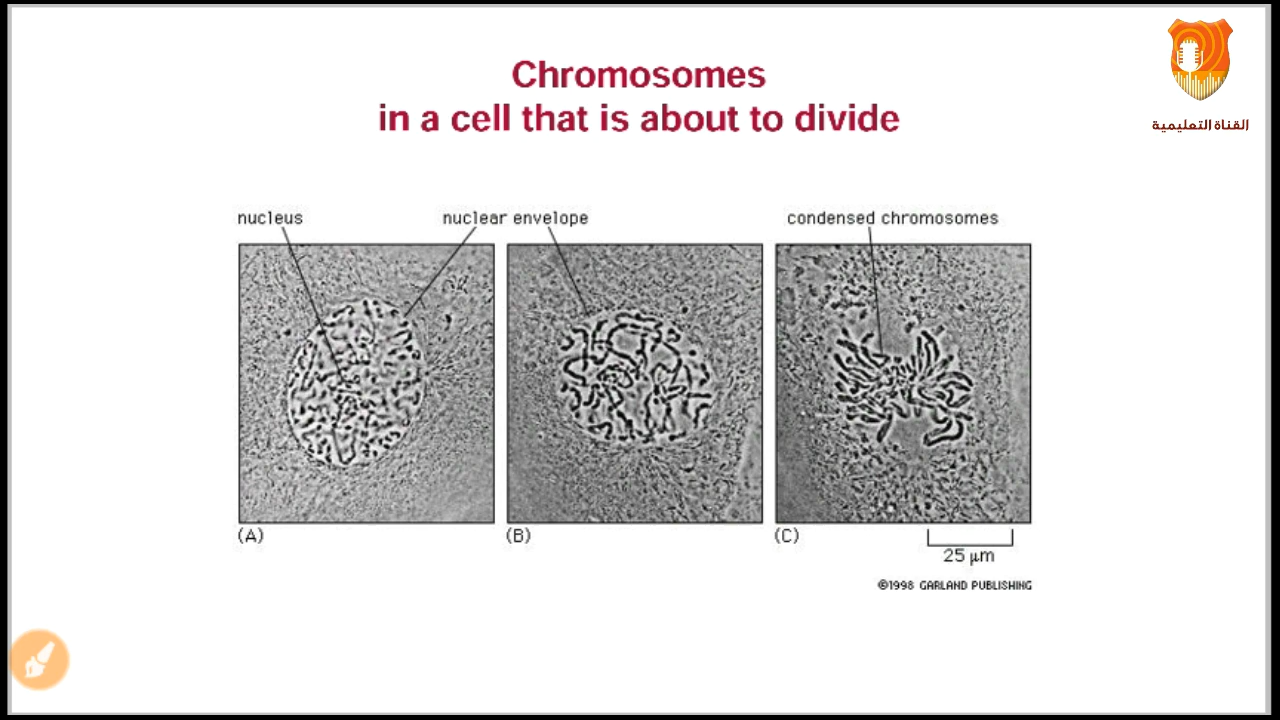 Chromosomes
in a cell that is about to divide
القناة التعليمية
nucleus
nuclear envelope
condensed chromosomes
(A)
(B)
(C)
25 μm
©1998 GARLAND PUBLISHING